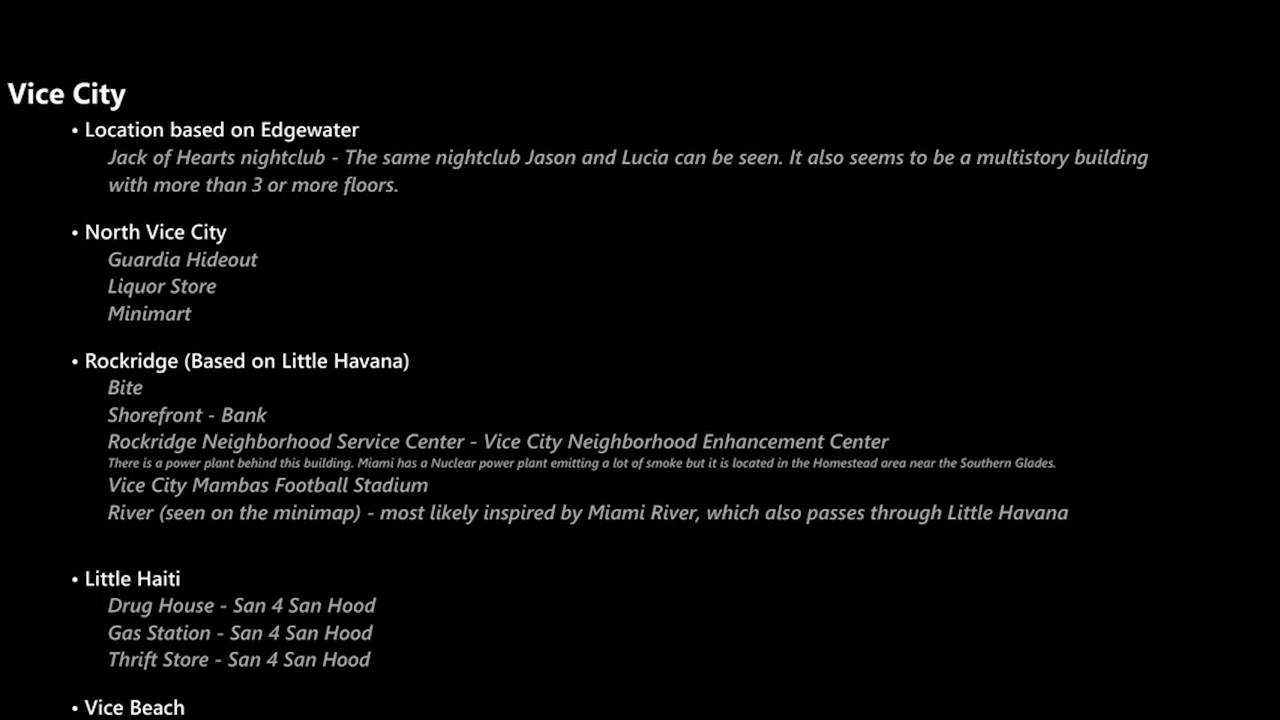 Vice City
• Location based on Edgewater
Jack of Hearts nightclub - The same nightclub Jason and Lucia can be seen. It also seems to be a multistory building
with more than 3 or more floors.
• North Vice City
Guardia Hideout
Liquor Store
Minimart
• Rockridge (Based on Little Havana)
Bite
Shorefront - Bank
Rockridge Neighborhood Service Center - Vice City Neighborhood Enhancement Center
There is a power plant behind this building. Miami has a Nuclear power plant emitting a lot of smoke but it is located in the Homestead area near the Southern Glades.
Vice City Mambas Football Stadium
River (seen on the minimap) - most likely inspired by Miami River, which also passes through Little Havana
• Little Haiti
Drug House - San 4 San Hood
Gas Station - San 4 San Hood
Thrift Store - San 4 San Hood
• Vice Beach